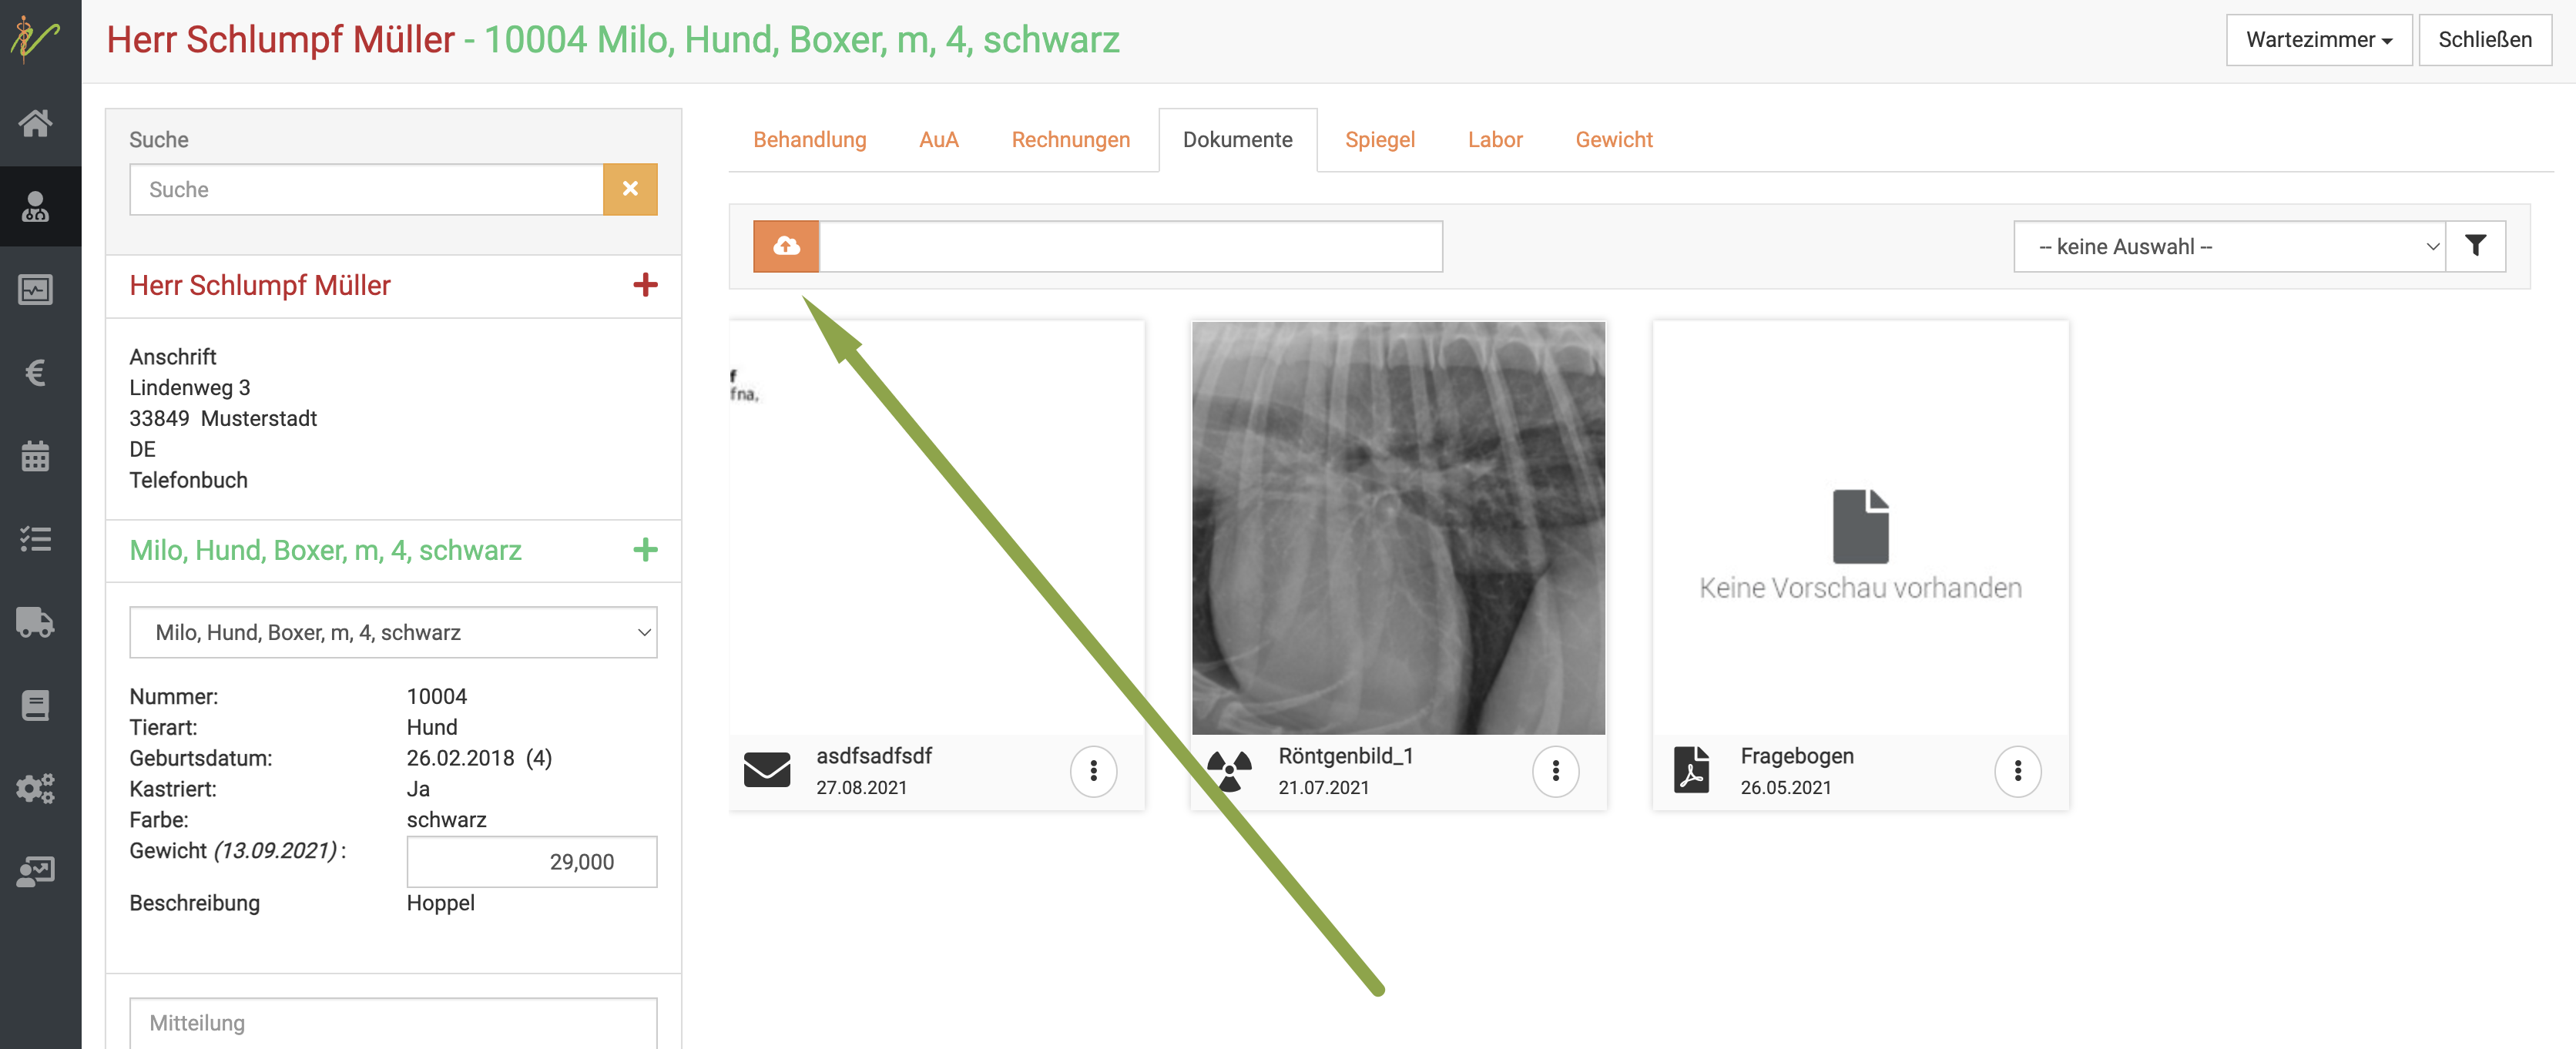 Herr Schlumpf Müller - 10004 Milo, Hund, Boxer, m, 4, schwarz
Wartezimmer
Schließen
Suche
Suche
Herr Schlumpf Müller
Anschrift
Lindenweg 3
33849 Musterstadt
DE
Telefonbuch
Milo, Hund, Boxer, m, 4, schwarz
Milo, Hund, Boxer, m, 4, schwarz
Nummer: 10004
Tierart: Hund
Geburtsdatum: 26.02.2018 (4)
Kastriert: Ja
Farbe: schwarz
Gewicht (13.09.2021) : 29,000
Beschreibung Hoppel
Mitteilung
Behandlung AuA Rechnungen Dokumente Spiegel Labor Gewicht
-- keine Auswahl --
f
fna,
asdfsadfsdf
27.08.2021
Röntgenbild_1
21.07.2021
Keine Vorschau vorhanden
Fragebogen
26.05.2021